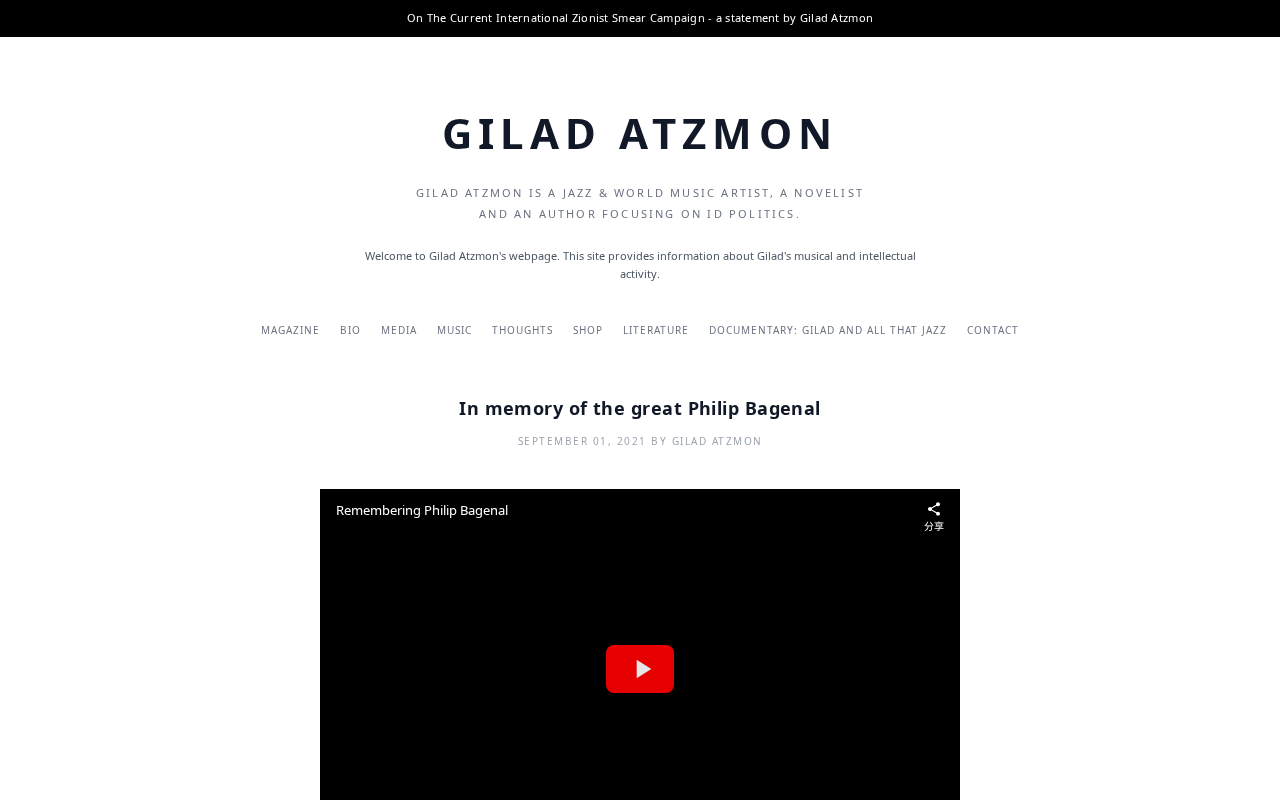 On The Current International Zionist Smear Campaign - a statement by Gilad Atzmon
GILAD ATZMON
GILAD ATZMON IS A JAZZ & WORLD MUSIC ARTIST, A NOVELIST
AND AN AUTHOR FOCUSING ON ID POLITICS.
Welcome to Gilad Atzmon's webpage. This site provides information about Gilad's musical and intellectual
activity.
MAGAZINE BIO MEDIA MUSIC THOUGHTS SHOP LITERATURE DOCUMENTARY: GILAD AND ALL THAT JAZZ CONTACT
In memory of the great Philip Bagenal
SEPTEMBER 01, 2021 BY GILAD ATZMON
Remembering Philip Bagenal
分享